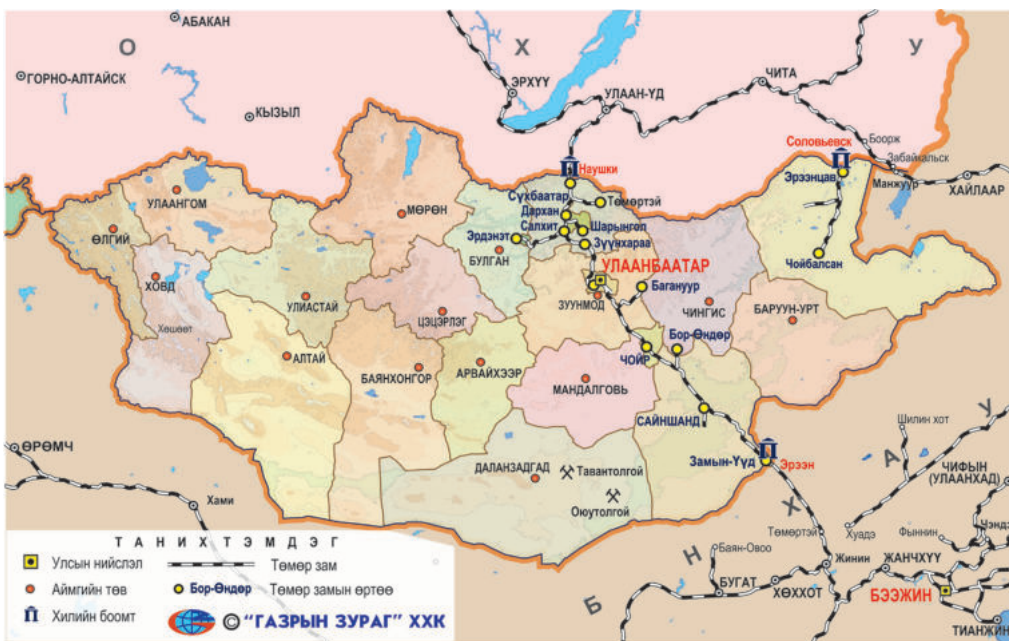 О Х У
АБАКАН
ГОРНО-АЛТАЙСК
КЫЗЫЛ
ЭРХҮҮ
УЛААН-ҮД
ЧИТА
Соловьевск
Боорж
Забайкальск
Манжуур
ХАЙЛААР
Эрээнцав
Наушки
Сүхбаатар
Төмөртэй
Дархан
Салхит
Шарынгол
Эрдэнэт
Зүүнхараа
УЛААНГОМ
МӨРӨН
ӨЛГИЙ
БУЛГАН
Чойбалсан
ХОВД
УЛААНБААТАР
УЛИАСТАЙ
ЦЭЦЭРЛЭГ
ЗУУНМОД
Багануур
ЧИНГИС
БАРУУН-УРТ
Хөшөөт
Бор-Өндөр
АЛТАЙ
БАЯНХОНГОР
АРВАЙХЭЭР
ЧОЙР
МАНДАЛГОВЬ
САЙНШАНД
ӨРӨМЧ
ДАЛАНЗАДГАД
Тавантолгой
Замын-Үүд
Эрээн
Шилин хот
Хами
Оюутолгой
ЧИФЫН
(УЛААНХАД)
Б Н Х А У
Төмөртэй
Хуадэ
Фыннин
Чэндэ
Баян-Овоо
Жинин
ЖАНЧХҮҮ
БУГАТ
ХӨХХОТ
БЭЭЖИН
ТИАНЖИН
Т А Н И Х Т Э М Д Э Г
Улсын нийслэл
Төмөр зам
Аймгийн төв
Бор-Өндөр
Төмөр замын өртөө
Хилийн боомт
© "ГАЗРЫН ЗУРАГ" ХХК